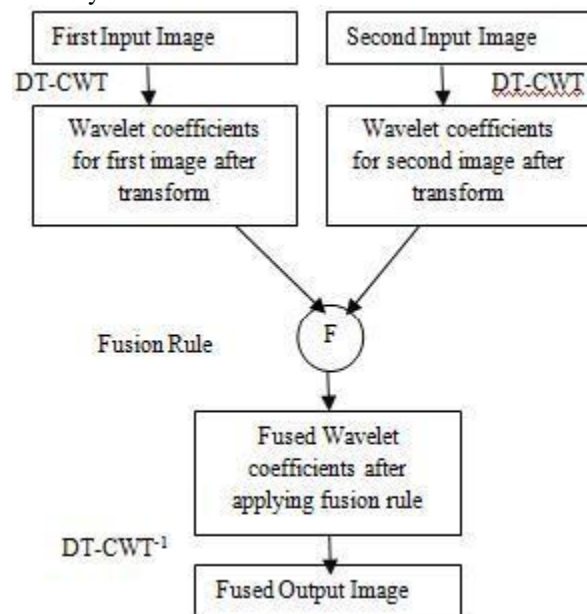 First Input Image
Second Input Image
DT-CWT
DT-CWT
Wavelet coefficients
for first image after
transform
Wavelet coefficients
for second image after
transform
Fusion Rule
F
Fused Wavelet
coefficients after
applying fusion rule
DT-CWT⁻¹
Fused Output Image